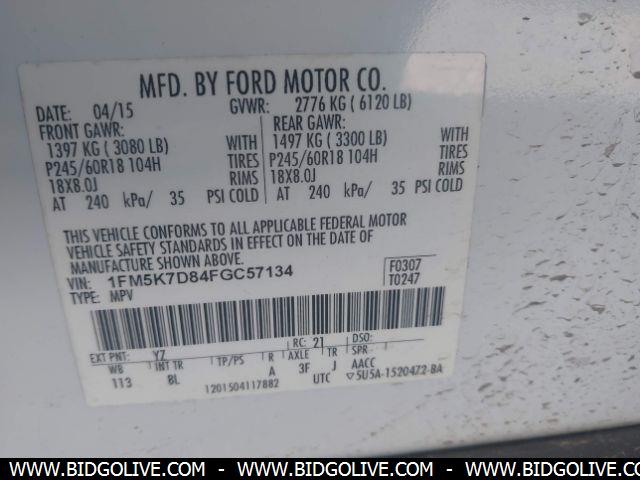 MFD. BY FORD MOTOR CO.
DATE: 04/15 GVWR: 2776 KG ( 6120 LB)
FRONT GAWR: REAR GAWR:
1397 KG ( 3080 LB) WITH 1497 KG ( 3300 LB) WITH
P245/60R18 104H TIRES P245/60R18 104H TIRES
18X8.0J RIMS 18X8.0J RIMS
AT 240 kPa/ 35 PSI COLD AT 240 kPa/ 35 PSI COLD
THIS VEHICLE CONFORMS TO ALL APPLICABLE FEDERAL MOTOR
VEHICLE SAFETY STANDARDS IN EFFECT ON THE DATE OF
MANUFACTURE SHOWN ABOVE.
VIN: 1FM5K7D84FGC57134 F0307
TYPE: MPV T0247
EXT PNT: YZ RC: 21 DSO:
WB INT TR TP/PS R AXLE TR SPR
113 BL A 3F J AACC
1201504117882 UTC ▽5U5A-1520472-BA
WWW.BIDGOLIVE.COM - WWW.BIDGOLIVE.COM - WWW.BIDGOLIVE.COM